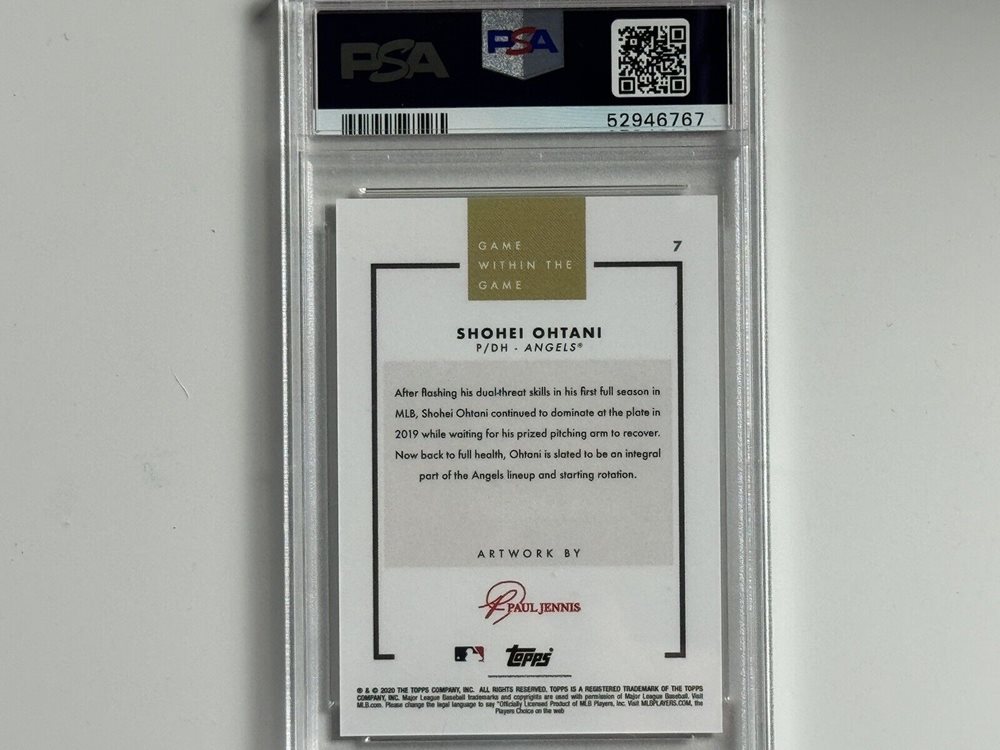 PSA PSA
52946767
GAME
WITHIN THE
GAME
7
SHOHEI OHTANI
P/DH - ANGELS®
After flashing his dual-threat skills in his first full season in
MLB, Shohei Ohtani continued to dominate at the plate in
2019 while waiting for his prized pitching arm to recover.
Now back to full health, Ohtani is slated to be an integral
part of the Angels lineup and starting rotation.
ARTWORK BY
PAUL JENNIS
topps
® & © 2020 THE TOPPS COMPANY, INC. ALL RIGHTS RESERVED. TOPPS IS A REGISTERED TRADEMARK OF THE TOPPS
COMPANY, INC. Major League Baseball trademarks and copyrights are used with permission of Major League Baseball. Visit
MLB.com. Please change the legal language to say "Officially Licensed Product of MLB Players, Inc. Visit MLBPLAYERS.COM, the
Players Choice on the web